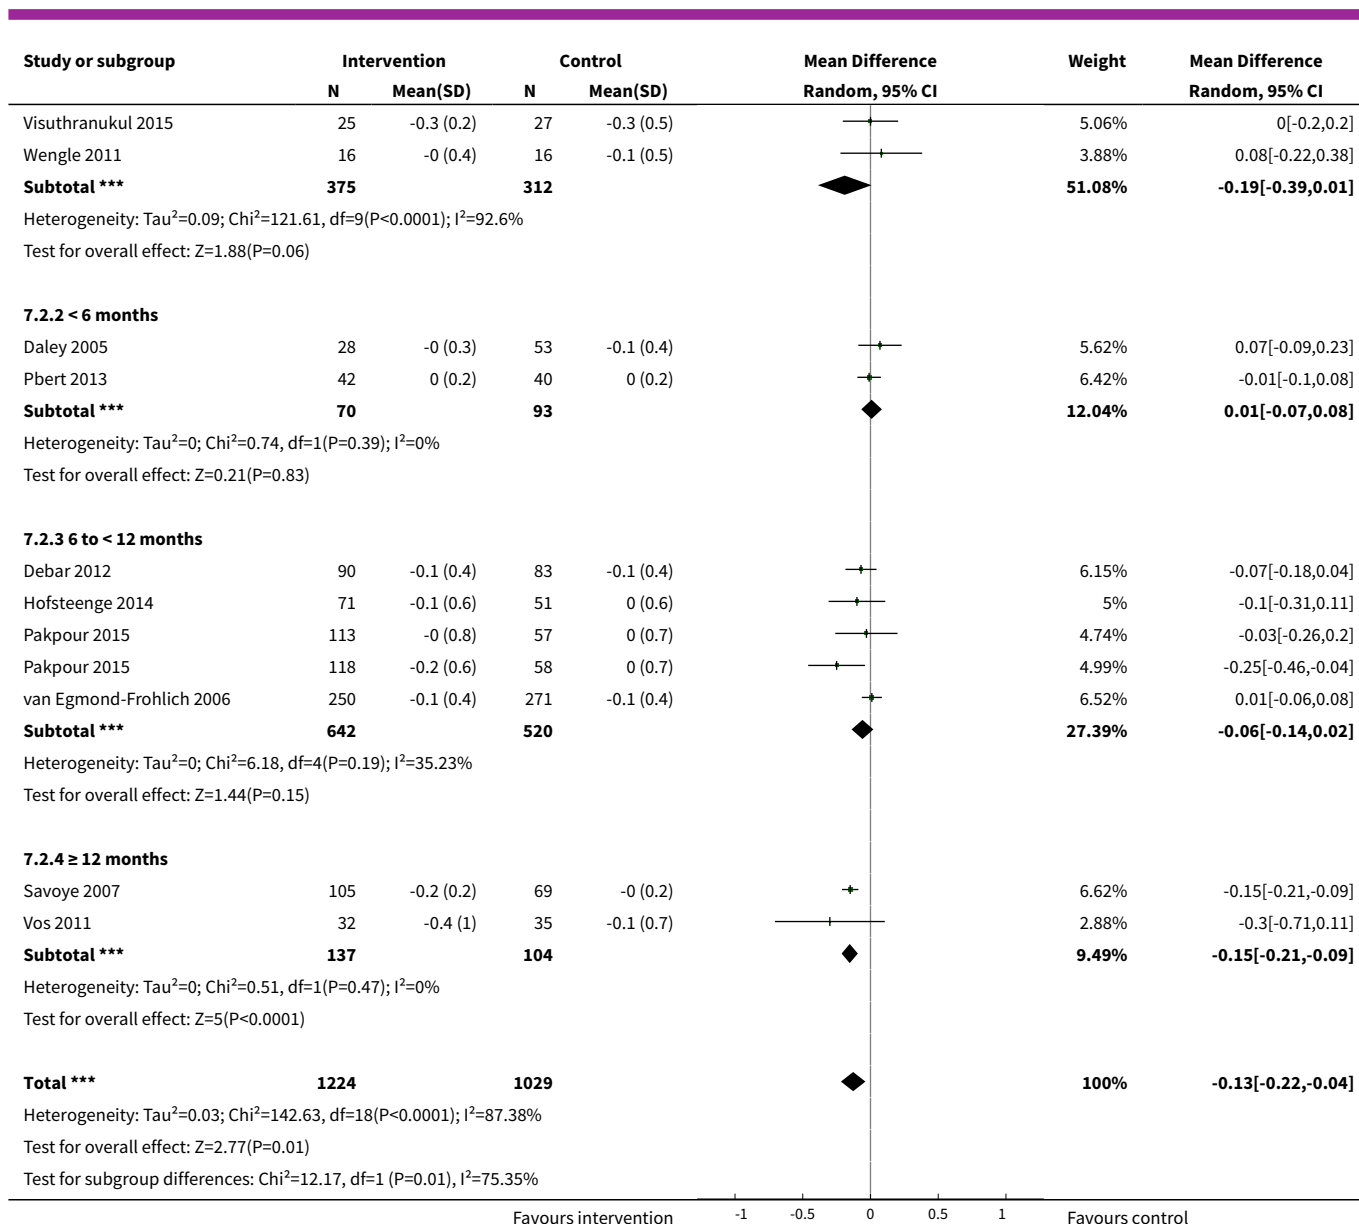 Study or subgroup Intervention Control Mean Difference Weight Mean Difference
N Mean(SD) N Mean(SD) Random, 95% CI Random, 95% CI
Visuthranukul 2015 25 -0.3 (0.2) 27 -0.3 (0.5) 5.06% 0[-0.2,0.2]
Wengle 2011 16 -0 (0.4) 16 -0.1 (0.5) 3.88% 0.08[-0.22,0.38]
Subtotal *** 375 312 51.08% -0.19[-0.39,0.01]
Heterogeneity: Tau²=0.09; Chi²=121.61, df=9(P<0.0001); I²=92.6%
Test for overall effect: Z=1.88(P=0.06)
7.2.2 < 6 months
Daley 2005 28 -0 (0.3) 53 -0.1 (0.4) 5.62% 0.07[-0.09,0.23]
Pbert 2013 42 0 (0.2) 40 0 (0.2) 6.42% -0.01[-0.1,0.08]
Subtotal *** 70 93 12.04% 0.01[-0.07,0.08]
Heterogeneity: Tau²=0; Chi²=0.74, df=1(P=0.39); I²=0%
Test for overall effect: Z=0.21(P=0.83)
7.2.3 6 to < 12 months
Debar 2012 90 -0.1 (0.4) 83 -0.1 (0.4) 6.15% -0.07[-0.18,0.04]
Hofsteenge 2014 71 -0.1 (0.6) 51 0 (0.6) 5% -0.1[-0.31,0.11]
Pakpour 2015 113 -0 (0.8) 57 0 (0.7) 4.74% -0.03[-0.26,0.2]
Pakpour 2015 118 -0.2 (0.6) 58 0 (0.7) 4.99% -0.25[-0.46,-0.04]
van Egmond-Frohlich 2006 250 -0.1 (0.4) 271 -0.1 (0.4) 6.52% 0.01[-0.06,0.08]
Subtotal *** 642 520 27.39% -0.06[-0.14,0.02]
Heterogeneity: Tau²=0; Chi²=6.18, df=4(P=0.19); I²=35.23%
Test for overall effect: Z=1.44(P=0.15)
7.2.4 ≥ 12 months
Savoye 2007 105 -0.2 (0.2) 69 -0 (0.2) 6.62% -0.15[-0.21,-0.09]
Vos 2011 32 -0.4 (1) 35 -0.1 (0.7) 2.88% -0.3[-0.71,0.11]
Subtotal *** 137 104 9.49% -0.15[-0.21,-0.09]
Heterogeneity: Tau²=0; Chi²=0.51, df=1(P=0.47); I²=0%
Test for overall effect: Z=5(P<0.0001)
Total *** 1224 1029 100% -0.13[-0.22,-0.04]
Heterogeneity: Tau²=0.03; Chi²=142.63, df=18(P<0.0001); I²=87.38%
Test for overall effect: Z=2.77(P=0.01)
Test for subgroup differences: Chi²=12.17, df=1 (P=0.01), I²=75.35%
Favours intervention -1 -0.5 0 0.5 1 Favours control